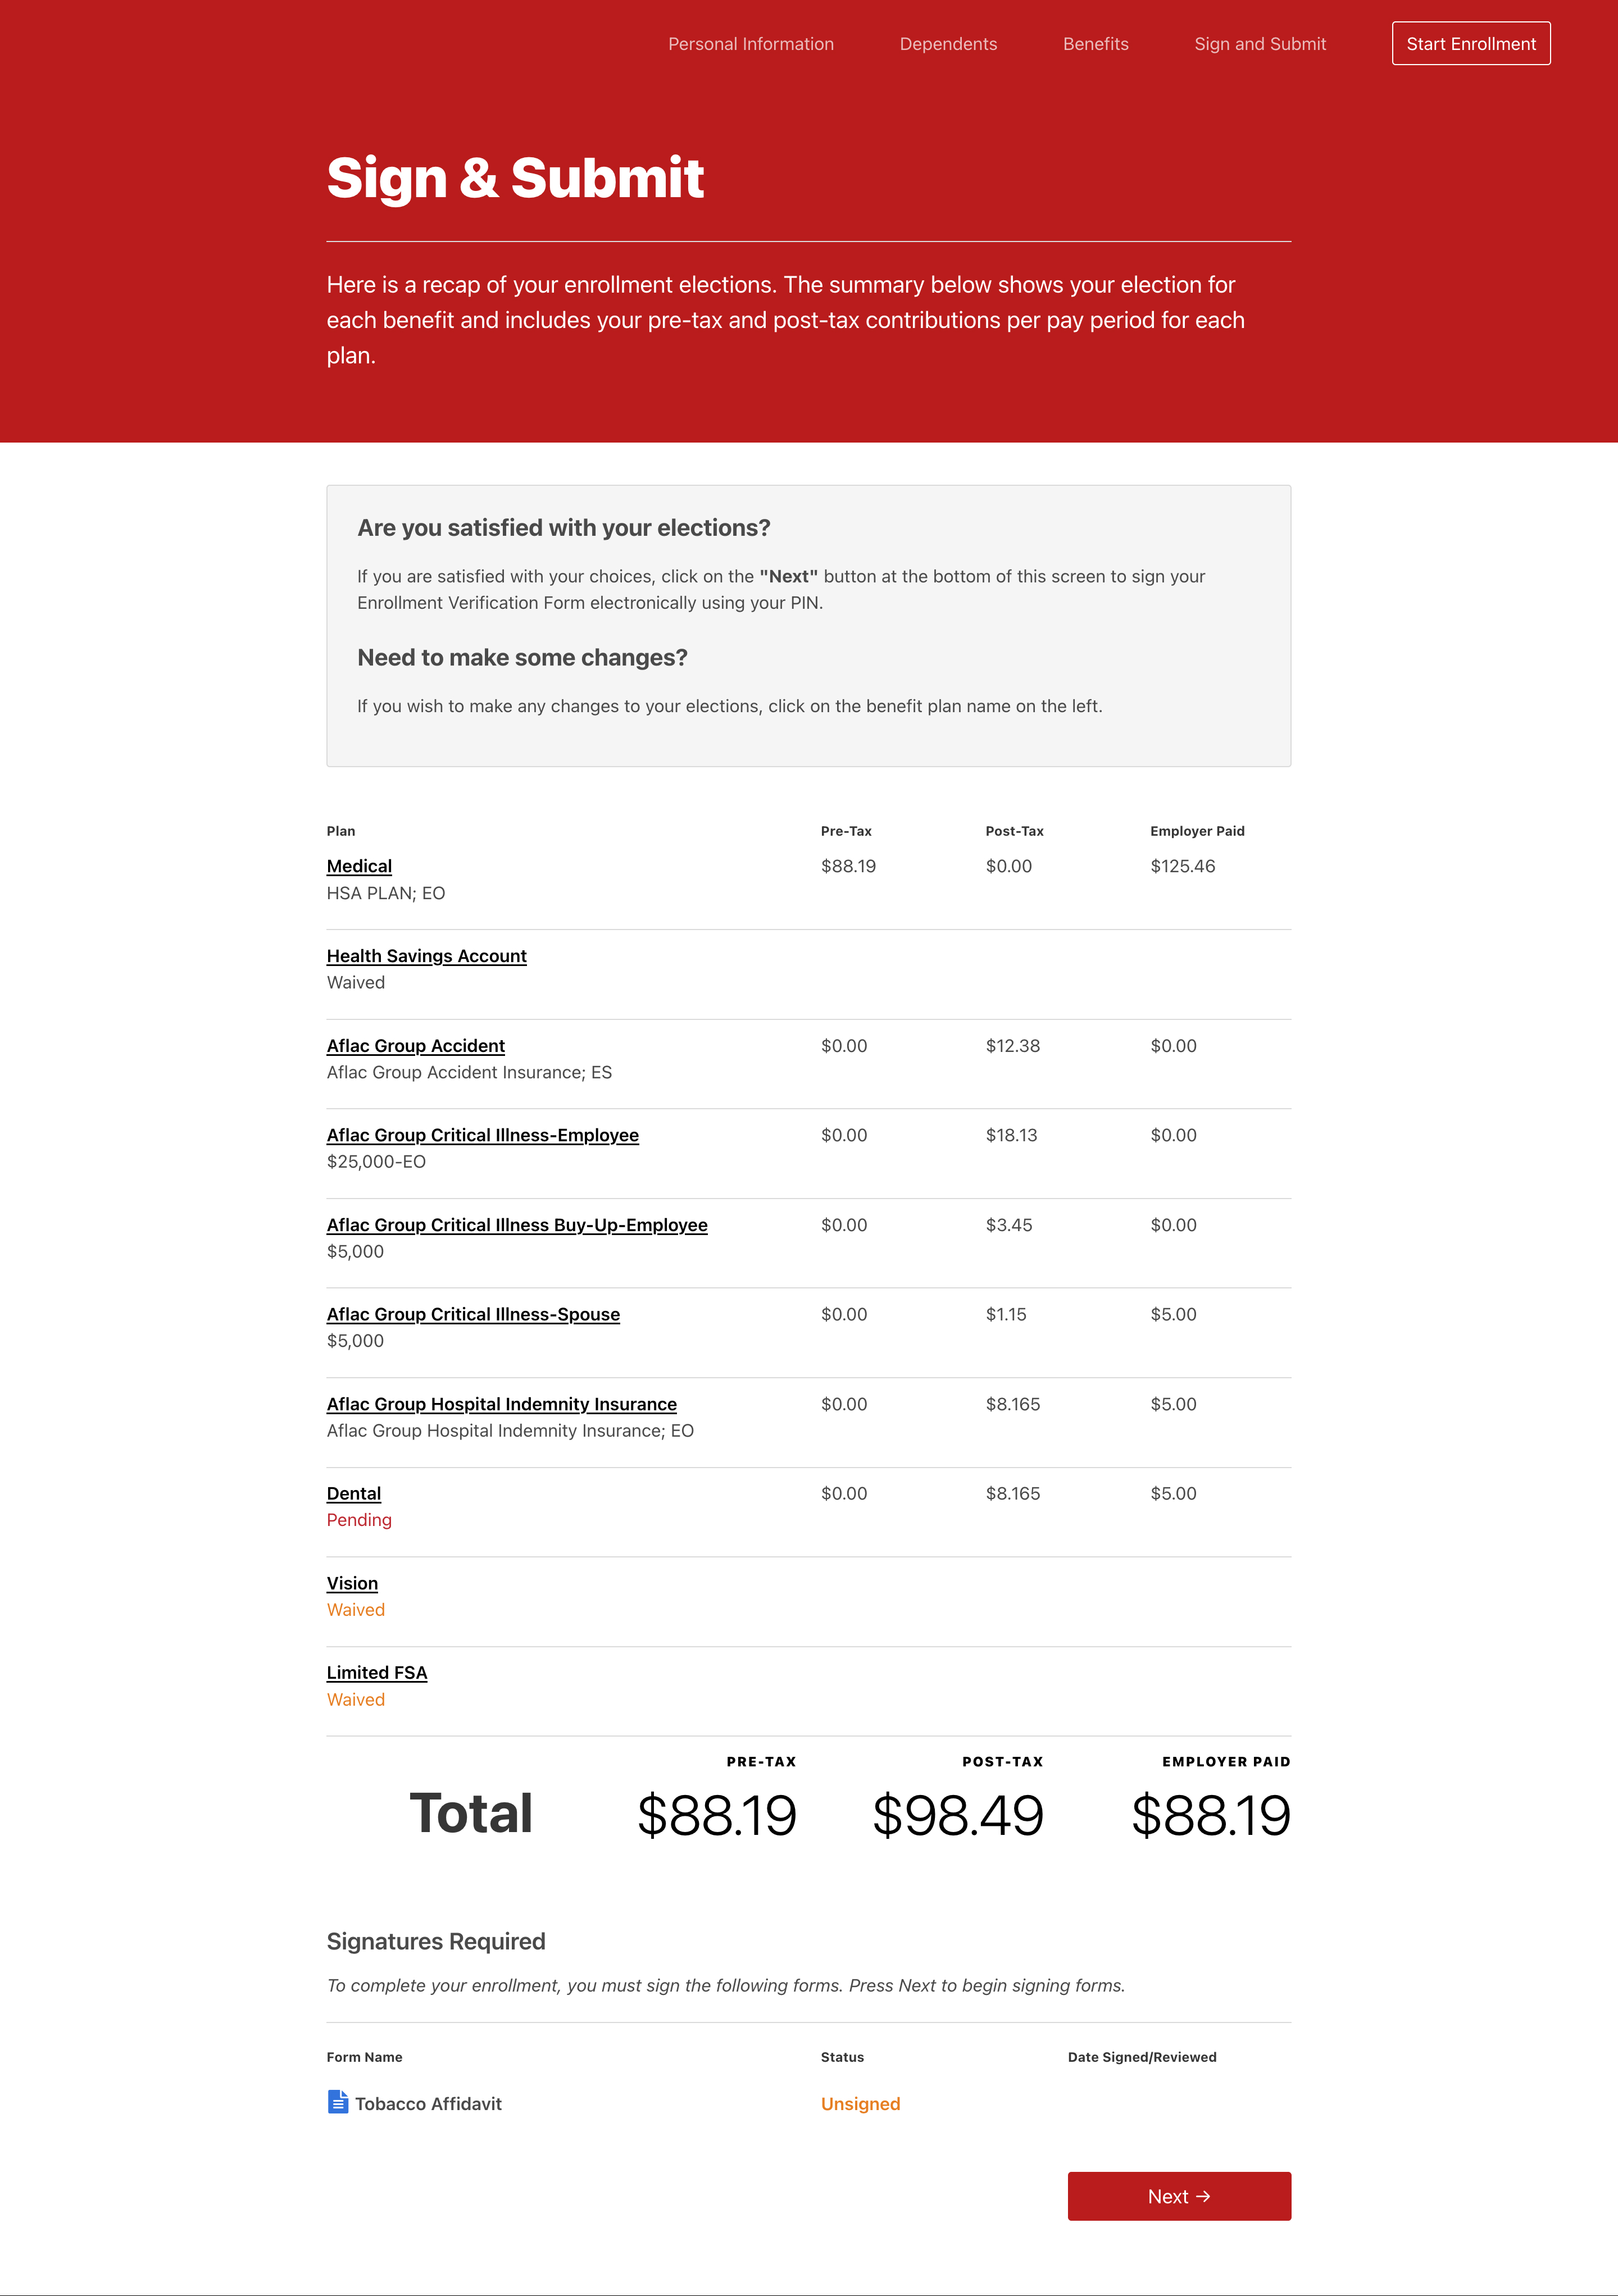 Personal Information Dependents Benefits Sign and Submit Start Enrollment
Sign & Submit
Here is a recap of your enrollment elections. The summary below shows your election for
each benefit and includes your pre-tax and post-tax contributions per pay period for each
plan.
Are you satisfied with your elections?
If you are satisfied with your choices, click on the "Next" button at the bottom of this screen to sign your
Enrollment Verification Form electronically using your PIN.
Need to make some changes?
If you wish to make any changes to your elections, click on the benefit plan name on the left.
Plan Pre-Tax Post-Tax Employer Paid
Medical $88.19 $0.00 $125.46
HSA PLAN; EO
Health Savings Account
Waived
Aflac Group Accident $0.00 $12.38 $0.00
Aflac Group Accident Insurance; ES
Aflac Group Critical Illness-Employee $0.00 $18.13 $0.00
$25,000-EO
Aflac Group Critical Illness Buy-Up-Employee $0.00 $3.45 $0.00
$5,000
Aflac Group Critical Illness-Spouse $0.00 $1.15 $5.00
$5,000
Aflac Group Hospital Indemnity Insurance $0.00 $8.165 $5.00
Aflac Group Hospital Indemnity Insurance; EO
Dental $0.00 $8.165 $5.00
Pending
Vision
Waived
Limited FSA
Waived
PRE-TAX POST-TAX EMPLOYER PAID
Total $88.19 $98.49 $88.19
Signatures Required
To complete your enrollment, you must sign the following forms. Press Next to begin signing forms.
Form Name Status Date Signed/Reviewed
Tobacco Affidavit Unsigned
Next →